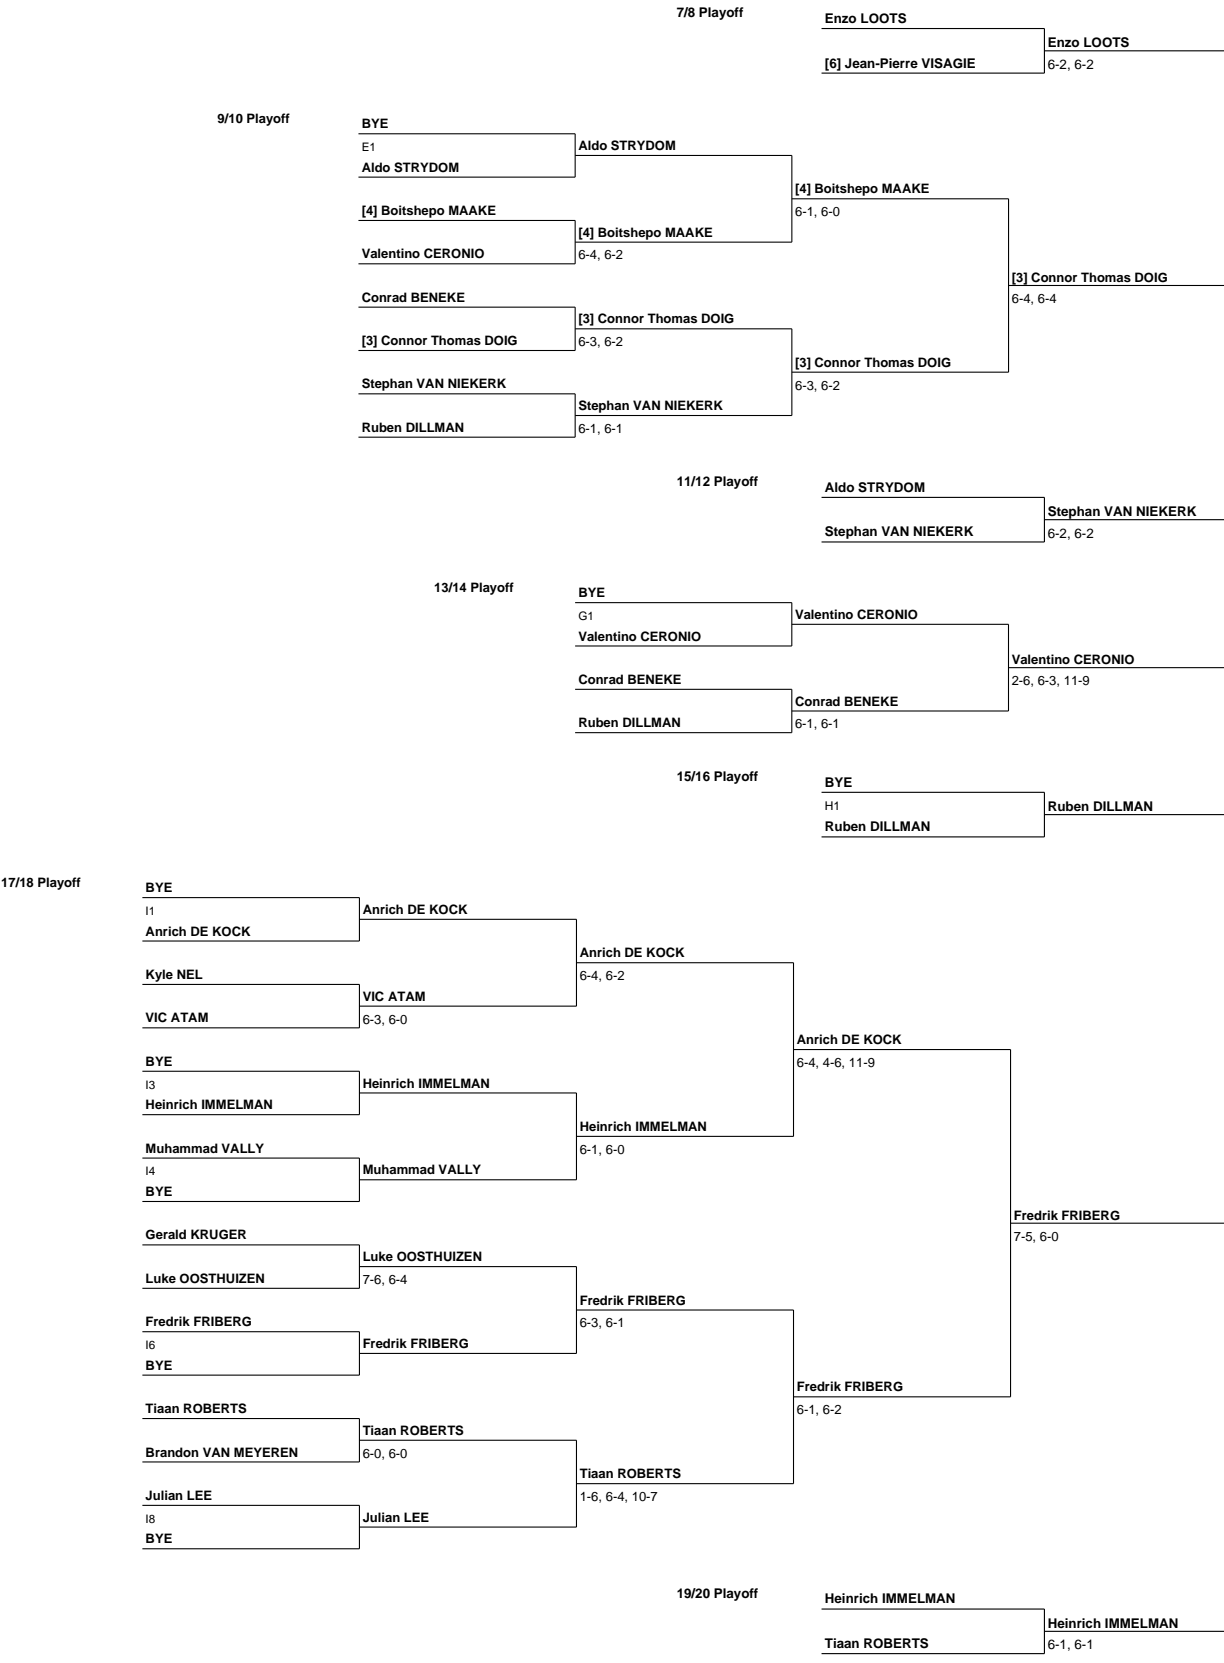 7/8 Playoff
Enzo LOOTS
Enzo LOOTS
[6] Jean-Pierre VISAGIE
6-2, 6-2
9/10 Playoff
BYE
E1
Aldo STRYDOM
Aldo STRYDOM
[4] Boitshepo MAAKE
6-1, 6-0
[4] Boitshepo MAAKE
[4] Boitshepo MAAKE
Valentino CERONIO
6-4, 6-2
[3] Connor Thomas DOIG
6-4, 6-4
Conrad BENEKE
[3] Connor Thomas DOIG
[3] Connor Thomas DOIG
6-3, 6-2
[3] Connor Thomas DOIG
6-3, 6-2
Stephan VAN NIEKERK
Stephan VAN NIEKERK
Ruben DILLMAN
6-1, 6-1
11/12 Playoff
Aldo STRYDOM
Stephan VAN NIEKERK
Stephan VAN NIEKERK
6-2, 6-2
13/14 Playoff
BYE
G1
Valentino CERONIO
Valentino CERONIO
Valentino CERONIO
2-6, 6-3, 11-9
Conrad BENEKE
Conrad BENEKE
Ruben DILLMAN
6-1, 6-1
15/16 Playoff
BYE
H1
Ruben DILLMAN
Ruben DILLMAN
17/18 Playoff
BYE
I1
Anrich DE KOCK
Anrich DE KOCK
Anrich DE KOCK
6-4, 6-2
Kyle NEL
VIC ATAM
VIC ATAM
6-3, 6-0
Anrich DE KOCK
6-4, 4-6, 11-9
BYE
I3
Heinrich IMMELMAN
Heinrich IMMELMAN
Heinrich IMMELMAN
6-1, 6-0
Muhammad VALLY
I4
Muhammad VALLY
BYE
Fredrik FRIBERG
7-5, 6-0
Gerald KRUGER
Luke OOSTHUIZEN
Luke OOSTHUIZEN
7-6, 6-4
Fredrik FRIBERG
6-3, 6-1
Fredrik FRIBERG
I6
Fredrik FRIBERG
BYE
Fredrik FRIBERG
6-1, 6-2
Tiaan ROBERTS
Tiaan ROBERTS
Brandon VAN MEYEREN
6-0, 6-0
Tiaan ROBERTS
1-6, 6-4, 10-7
Julian LEE
I8
Julian LEE
BYE
19/20 Playoff
Heinrich IMMELMAN
Heinrich IMMELMAN
Tiaan ROBERTS
6-1, 6-1